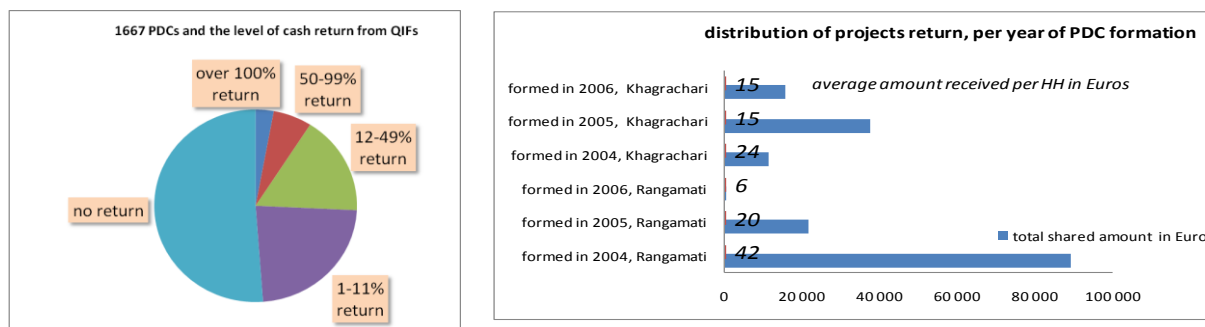 1667 PDCs and the level of cash return from QIFs
over 100%
return
50-99%
return
12-49%
return
no return
1-11%
return
distribution of projects return, per year of PDC formation
average amount received per HH in Euros
formed in 2006, Khagrachari 15
formed in 2005, Khagrachari 15
formed in 2004, Khagrachari 24
formed in 2006, Rangamati 6
formed in 2005, Rangamati 20
total shared amount in Euro
formed in 2004, Rangamati 42
0 20 000 40 000 60 000 80 000 100 000